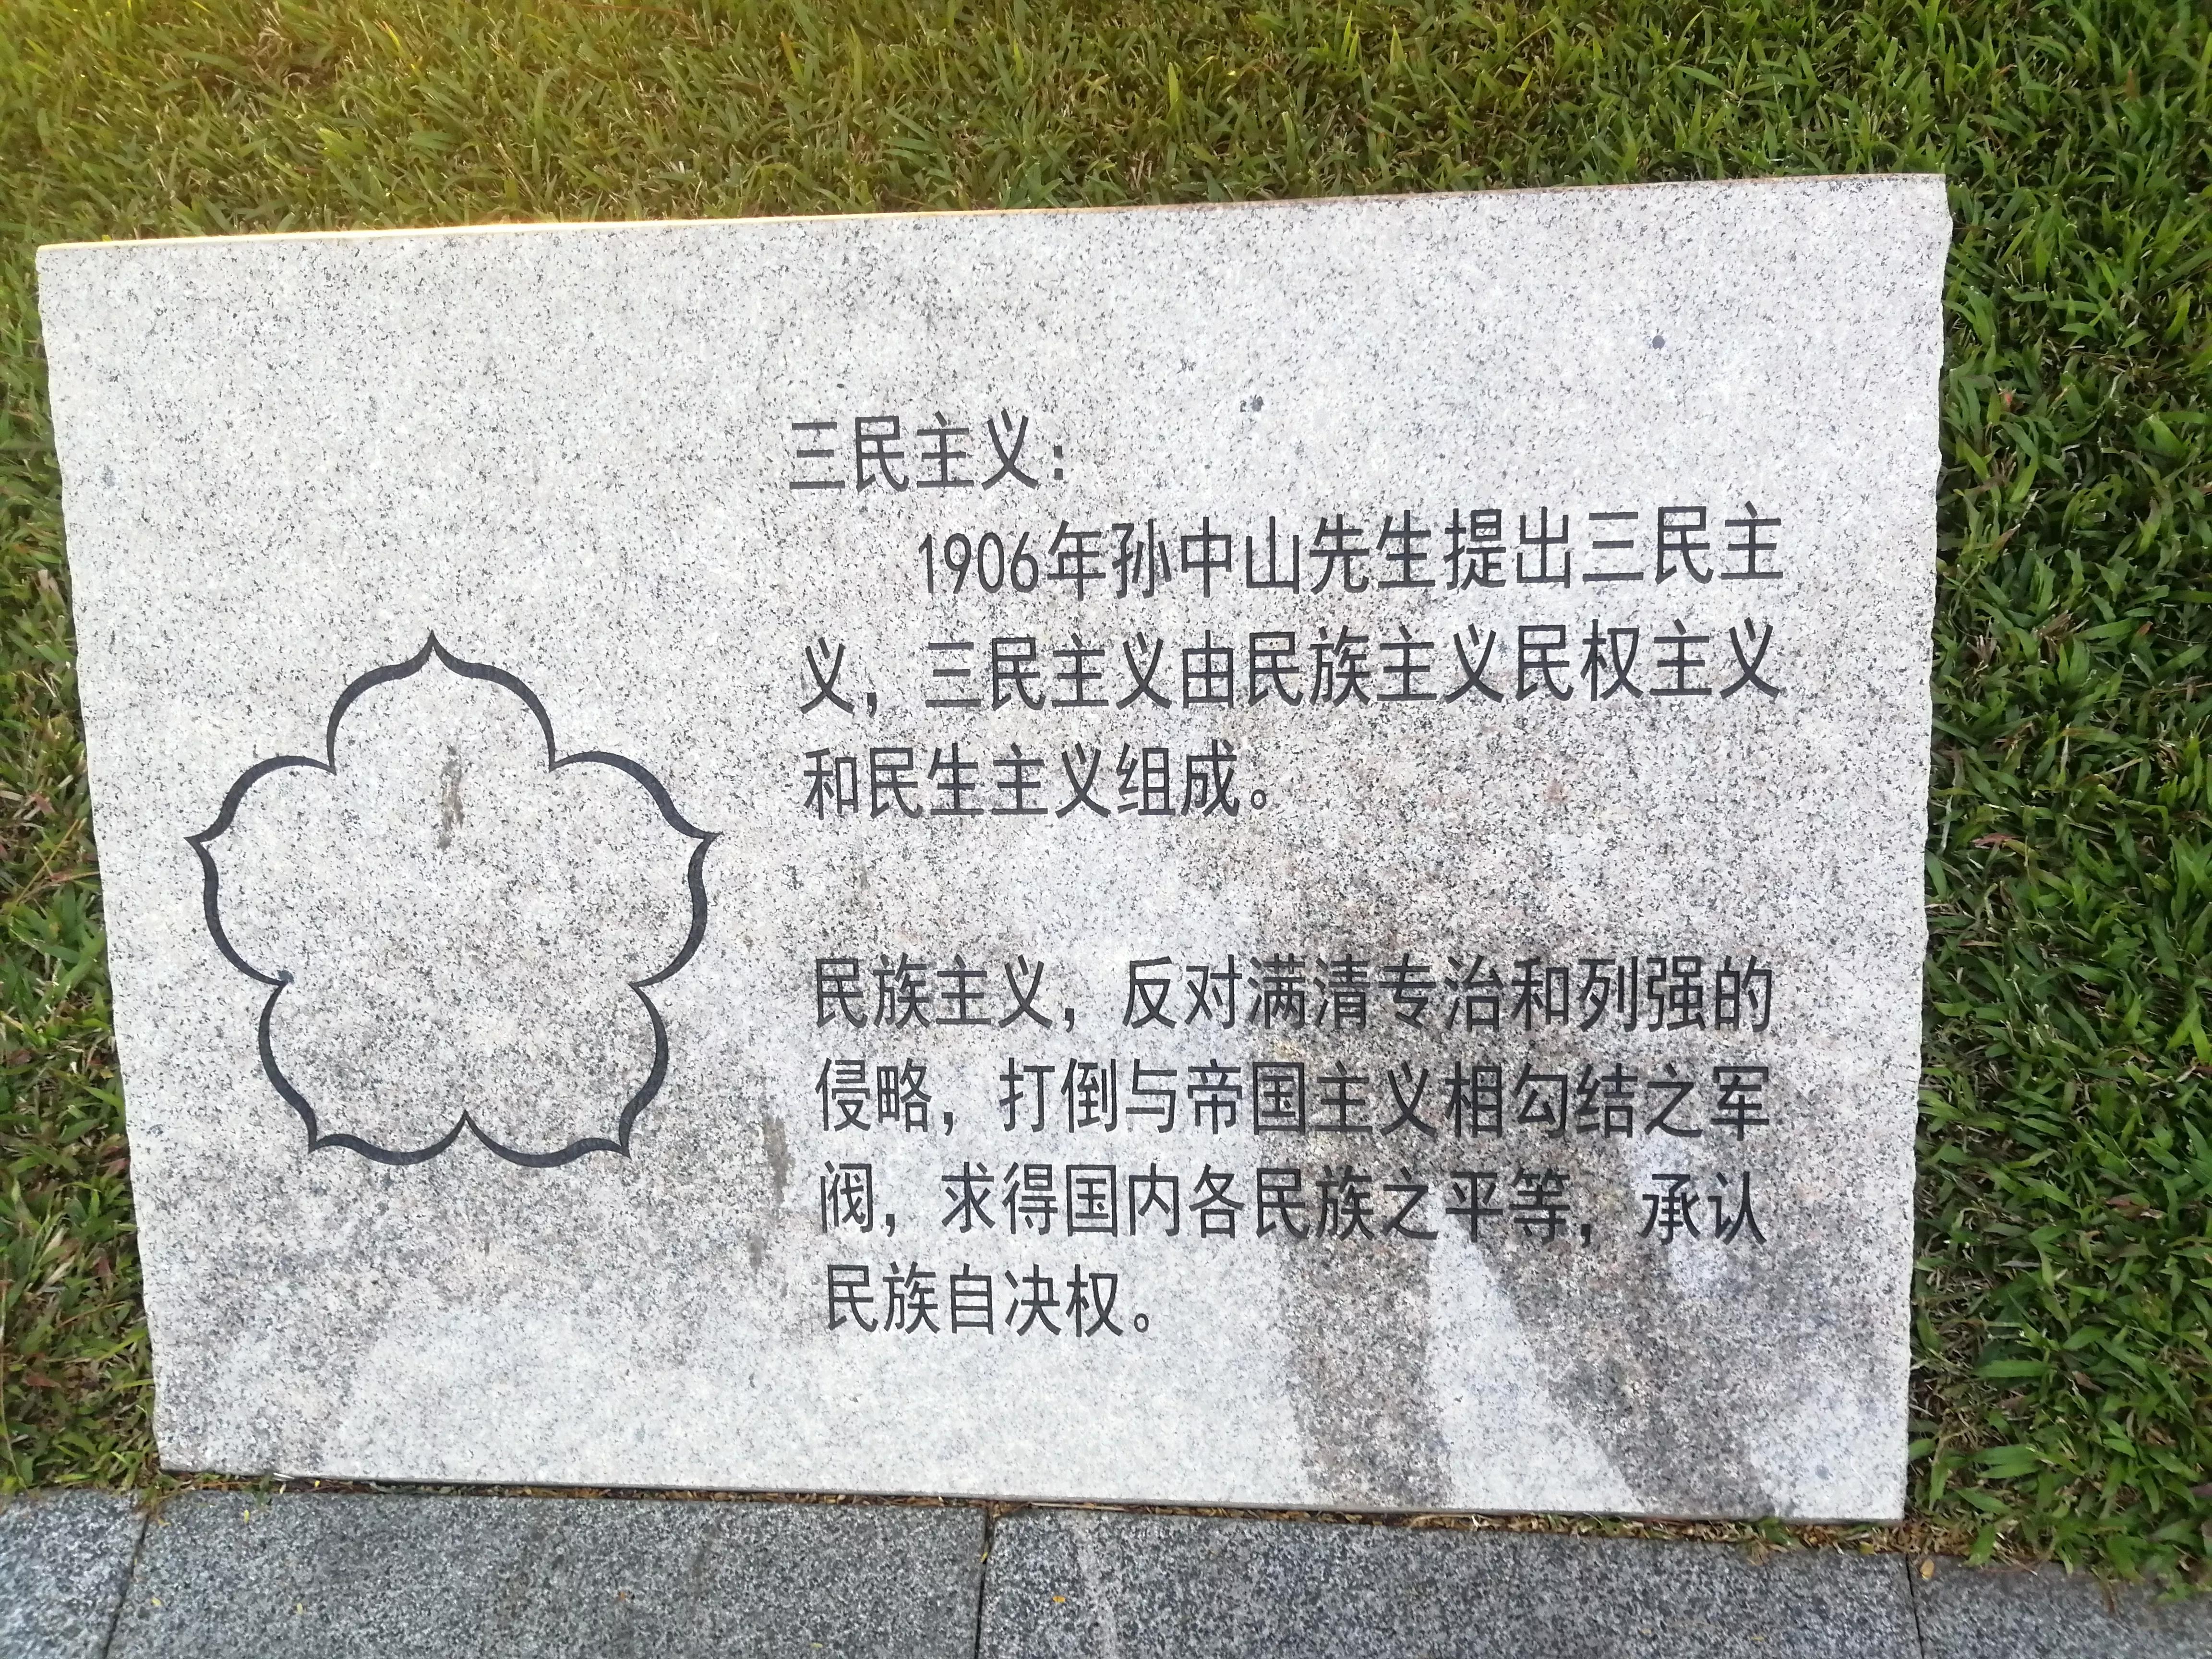 三民主义:
1906年孙中山先生提出三民主
义，三民主义由民族主义民权主义
和民生主义组成。
民族主义，反对满清专治和列强的
侵略，打倒与帝国主义相勾结之军
阀，求得国内各民族之平等，承认
民族自决权。